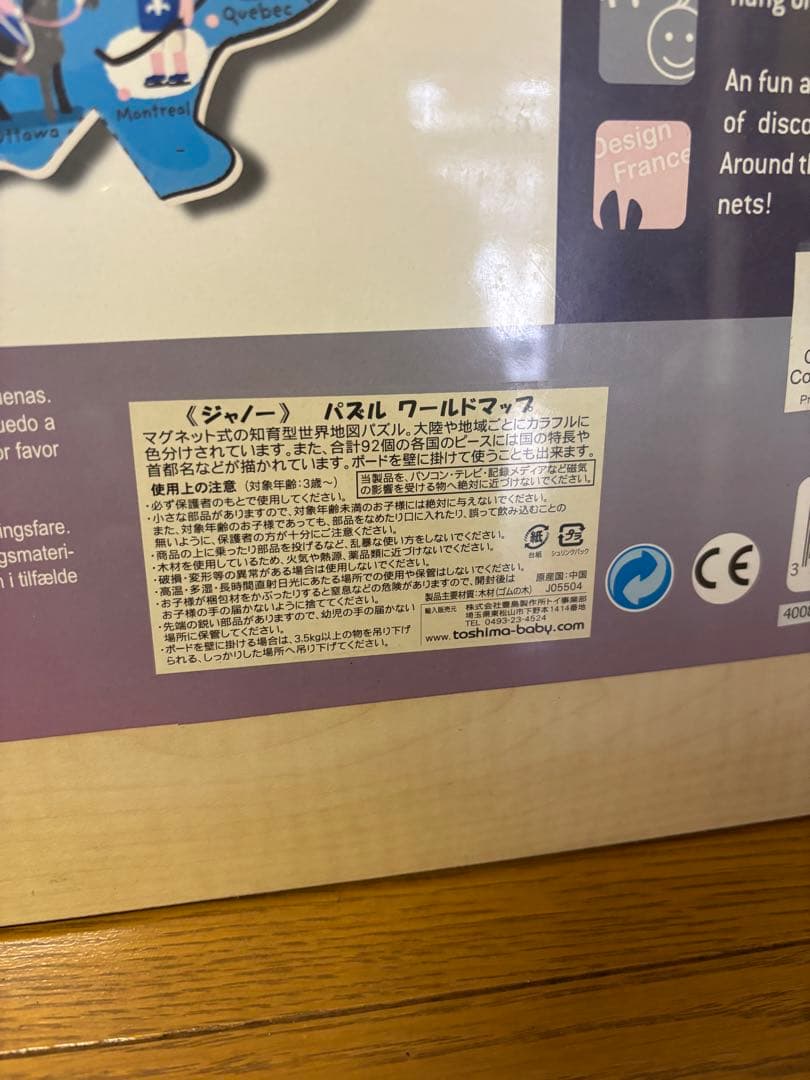 Quebec
Montreal
Ottawa
An fun a
of disco
Around th
nets!
Design
France
uenas.
uedo a
or favor
ingsfare.
gsmateri-
n i tilfælde
《ジャノー》 パズル ワールドマップ
マグネット式の知育型世界地図パズル。大陸や地域ごとにカラフルに
色分けされています。また、合計92個の各国のピースには国の特長や
首都名などが描かれています。ボードを壁に掛けて使うことも出来ます。
使用上の注意(対象年齢:3歳~)
当製品を、パソコン・テレビ・記録メディアなど磁気
の影響を受ける物へ絶対に近づけないでください。
・必ず保護者のもとで使用してください。
・小さな部品がありますので、対象年齢未満のお子様には絶対に与えないでください。
また、対象年齢のお子様であっても、部品をなめたり口に入れたり、誤って飲み込むことの
無いように、保護者の方が十分にご注意ください。
・商品の上に乗ったり部品を投げるなど、乱暴な使い方をしないでください。
・木材を使用しているため、火気や熱源、薬品類に近づけないでください。
・破損・変形等の異常がある場合は使用しないでください。
・高温・多湿・長時間直射日光にあたる場所での使用や保管はしないでください。
・お子様が梱包材をかぶったりすると窒息などの危険がありますので、開封後は
お子様の手の届かないように捨ててください。
・先端の鋭い部品がありますので、幼児の手の届かない
場所に保管してください。
・ボードを壁に掛ける場合は、3.5kg以上の物を吊り下げ
られる、しっかりした場所へ吊り下げてください。
紙
台紙
プラ
シュリンクパック
原産国:中国
製品主要材質:木材(ゴムの木) J05504
輸入販売元 株式会社豊島製作所トイ事業部
埼玉県東松山市下野本1414番地
TEL 0493-23-4524
www.toshima-baby.com
CE
Co
Pr
3
4008